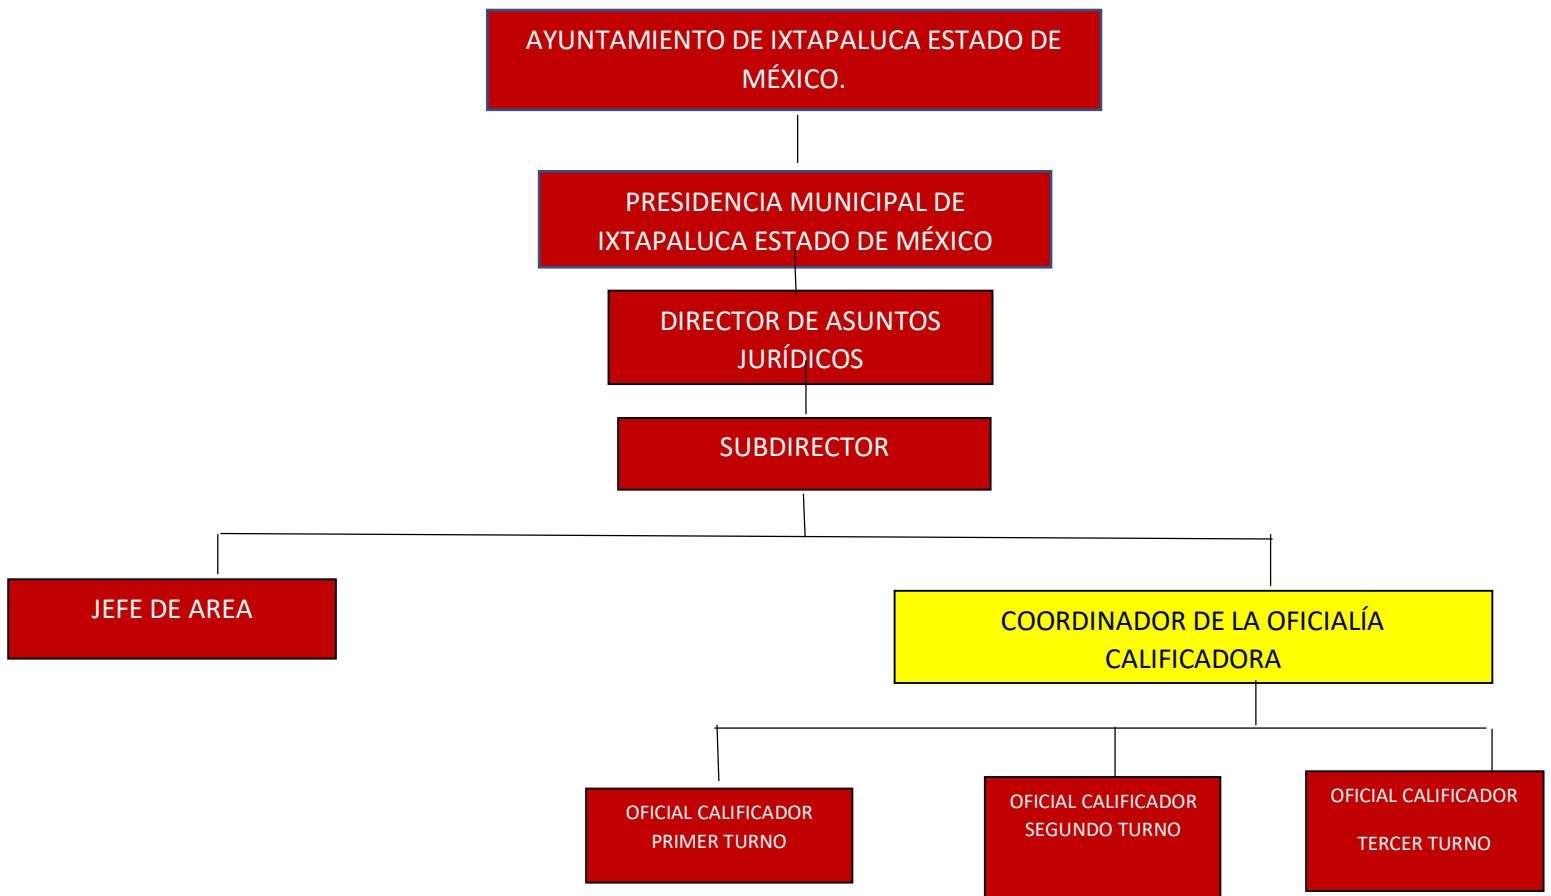 AYUNTAMIENTO DE IXTAPALUCA ESTADO DE
MÉXICO.
PRESIDENCIA MUNICIPAL DE
IXTAPALUCA ESTADO DE MÉXICO
DIRECTOR DE ASUNTOS
JURÍDICOS
SUBDIRECTOR
JEFE DE AREA
COORDINADOR DE LA OFICIALÍA
CALIFICADORA
OFICIAL CALIFICADOR
PRIMER TURNO
OFICIAL CALIFICADOR
SEGUNDO TURNO
OFICIAL CALIFICADOR
TERCER TURNO